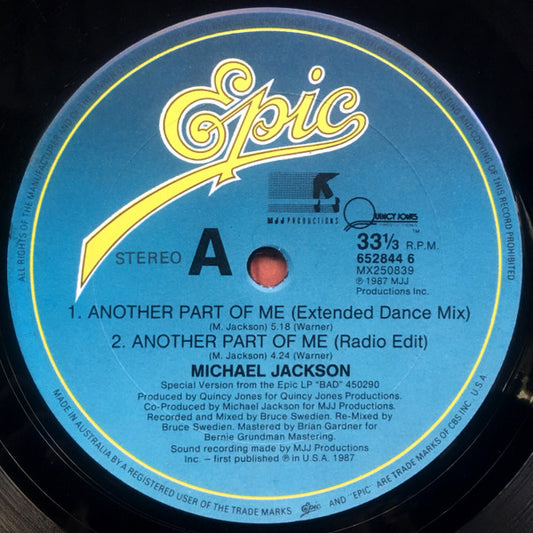 ALL RIGHTS OF THE MANUFACTURER AND
BROADCASTING AND COPYING OF THIS RECORD PROHIBITED
Epic
MJJ PRODUCTIONS
QUINCY JONES
PRODUCTIONS
TM
STEREO
A
33⅓ R.P.M.
652844 6
MX250839
℗ 1987 MJJ
Productions Inc.
1. ANOTHER PART OF ME (Extended Dance Mix)
(M. Jackson) 5.18 (Warner)
2. ANOTHER PART OF ME (Radio Edit)
(M. Jackson) 4.24 (Warner)
MICHAEL JACKSON
Special Version from the Epic LP "BAD" 450290
Produced by Quincy Jones for Quincy Jones Productions.
Co-Produced by Michael Jackson for MJJ Productions.
Recorded and Mixed by Bruce Swedien. Re-Mixed by
Bruce Swedien. Mastered by Brian Gardner for
Bernie Grundman Mastering.
Sound recording made by MJJ Productions
Inc. – first published ℗ in U.S.A. 1987
MADE IN AUSTRALIA BY A REGISTERED USER OF THE TRADE MARKS Epic AND "EPIC" ARE TRADE MARKS OF CBS INC. U.S.A.